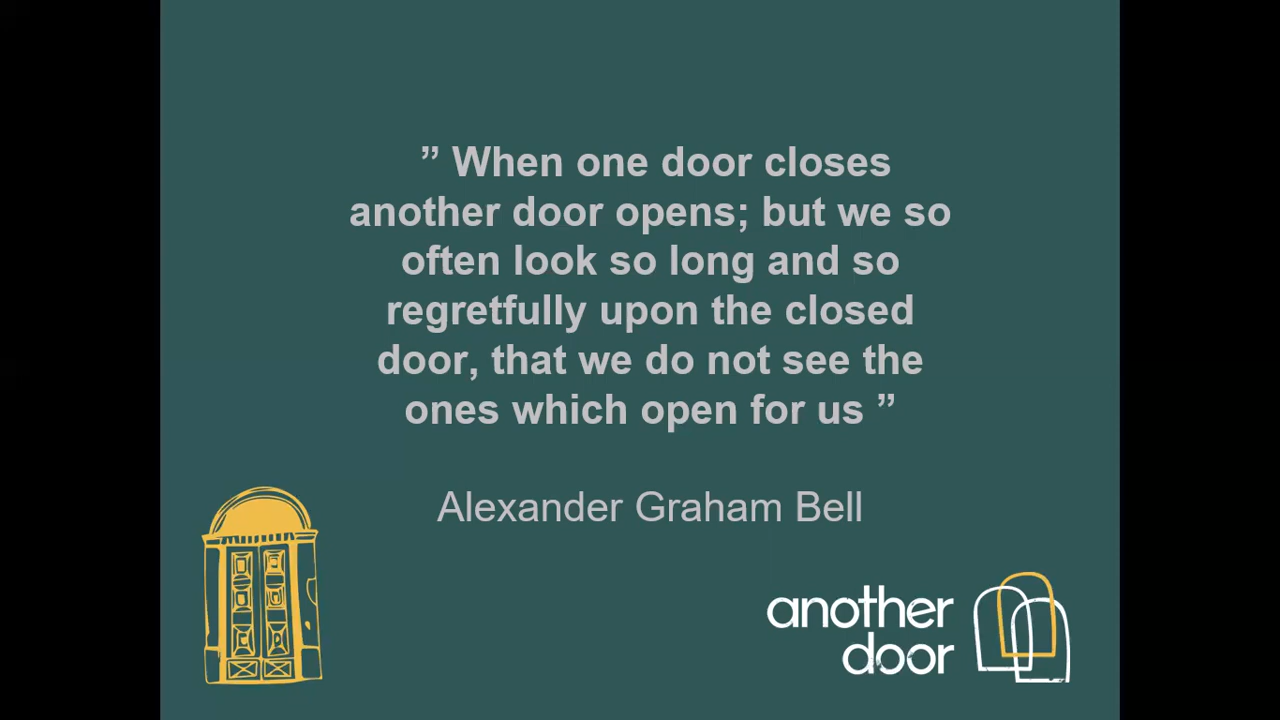 ” When one door closes
another door opens; but we so
often look so long and so
regretfully upon the closed
door, that we do not see the
ones which open for us ”
Alexander Graham Bell
another
door